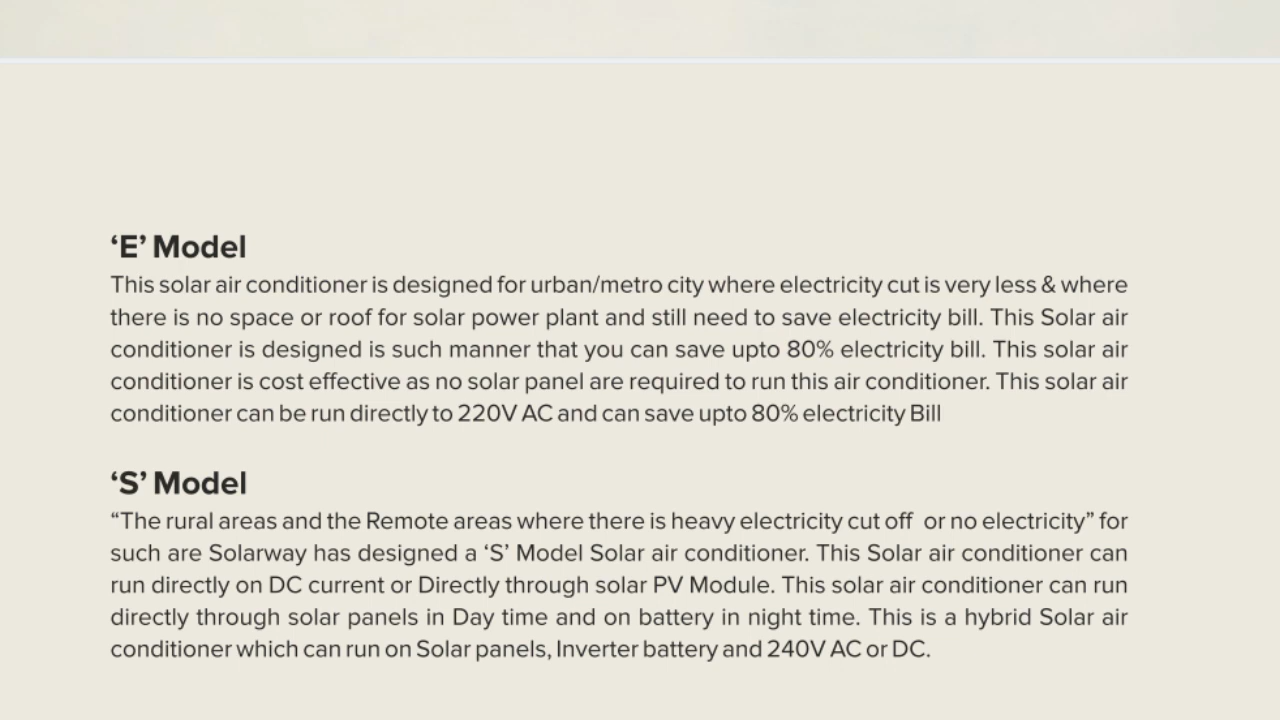 ‘E’ Model
This solar air conditioner is designed for urban/metro city where electricity cut is very less & where
there is no space or roof for solar power plant and still need to save electricity bill. This Solar air
conditioner is designed is such manner that you can save upto 80% electricity bill. This solar air
conditioner is cost effective as no solar panel are required to run this air conditioner. This solar air
conditioner can be run directly to 220V AC and can save upto 80% electricity Bill
‘S’ Model
“The rural areas and the Remote areas where there is heavy electricity cut off  or no electricity” for
such are Solarway has designed a ‘S’ Model Solar air conditioner. This Solar air conditioner can
run directly on DC current or Directly through solar PV Module. This solar air conditioner can run
directly through solar panels in Day time and on battery in night time. This is a hybrid Solar air
conditioner which can run on Solar panels, Inverter battery and 240V AC or DC.